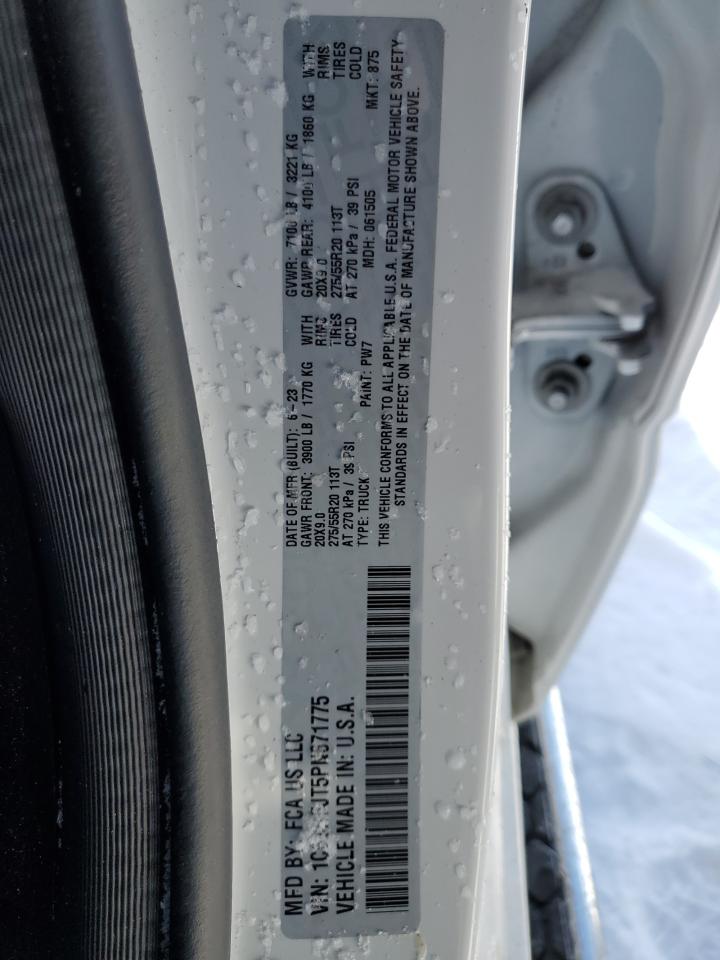 MFD BY: FCA US LLC
VEHICLE MADE IN: U.S.A.
DATE OF MFR (BUILT): 6-23 GVWR: 7100 LB / 3221 KG
GAWR FRONT: 3900 LB / 1770 KG WITH GAWR REAR: 4100 LB / 1860 KG WITH
20X9.0 RIMS 20X9.0 RIMS
275/55R20 113T TIRES 275/55R20 113T TIRES
AT 270 kPa / 39 PSI COLD AT 270 kPa / 39 PSI COLD
TYPE: TRUCK PAINT: PW7 MDH: 061505 MKT: 875
THIS VEHICLE CONFORMS TO ALL APPLICABLE U.S.A. FEDERAL MOTOR VEHICLE SAFETY
STANDARDS IN EFFECT ON THE DATE OF MANUFACTURE SHOWN ABOVE.